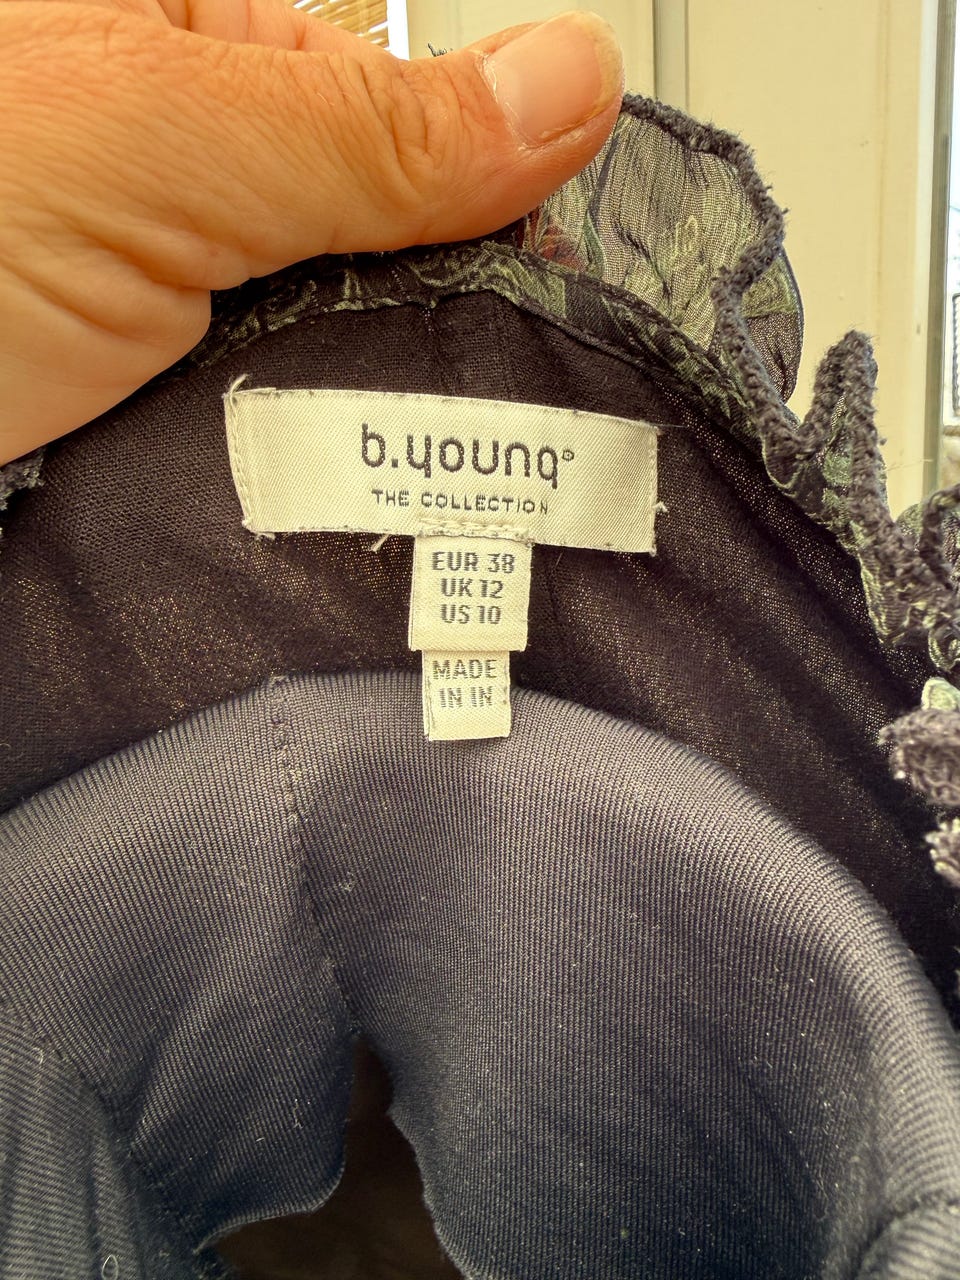 b.young®
THE COLLECTION
EUR 38
UK 12
US 10
MADE
IN IN